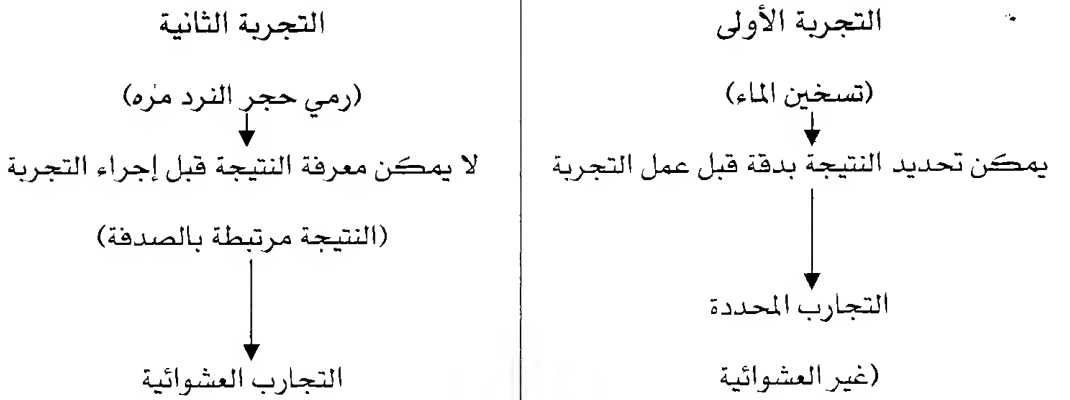 التجربة الأولى
(تسخين الماء)
يمكن تحديد النتيجة بدقة قبل عمل التجربة
التجارب المحددة
(غير العشوائية
التجربة الثانية
(رمي حجر النرد مره)
لا يمكن معرفة النتيجة قبل إجراء التجربة
(النتيجة مرتبطة بالصدفة)
التجارب العشوائية